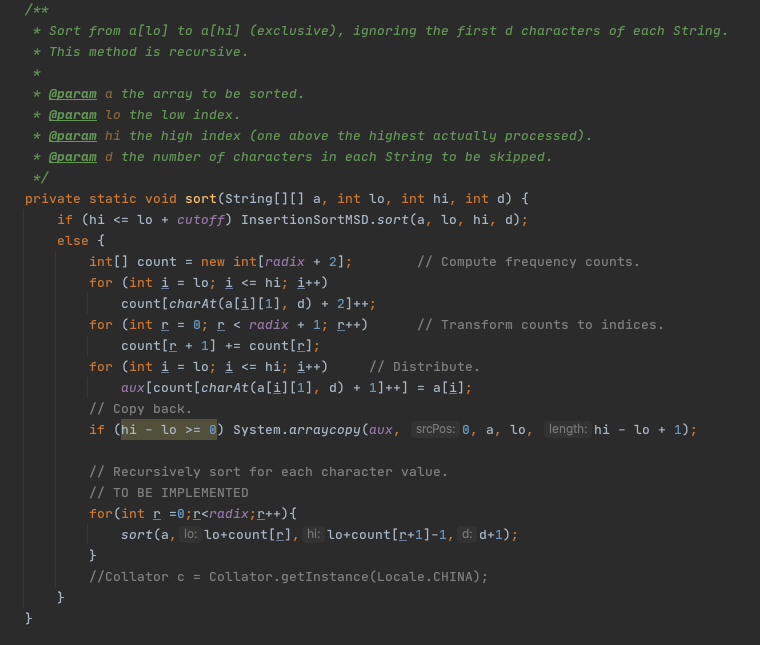 /**
 * Sort from a[lo] to a[hi] (exclusive), ignoring the first d characters of each String.
 * This method is recursive.
 *
 * @param a the array to be sorted.
 * @param lo the low index.
 * @param hi the high index (one above the highest actually processed).
 * @param d the number of characters in each String to be skipped.
 */
private static void sort(String[][] a, int lo, int hi, int d) {
    if (hi <= lo + cutoff) InsertionSortMSD.sort(a, lo, hi, d);
    else {
        int[] count = new int[radix + 2];        // Compute frequency counts.
        for (int i = lo; i <= hi; i++)
            count[charAt(a[i][1], d) + 2]++;
        for (int r = 0; r < radix + 1; r++)      // Transform counts to indices.
            count[r + 1] += count[r];
        for (int i = lo; i <= hi; i++)     // Distribute.
            aux[count[charAt(a[i][1], d) + 1]++] = a[i];
        // Copy back.
        if (hi - lo >= 0) System.arraycopy(aux, srcPos: 0, a, lo, length: hi - lo + 1);

        // Recursively sort for each character value.
        // TO BE IMPLEMENTED
        for(int r =0;r<radix;r++){
            sort(a, lo: lo+count[r], hi: lo+count[r+1]-1, d: d+1);
        }
        //Collator c = Collator.getInstance(Locale.CHINA);
    }
}